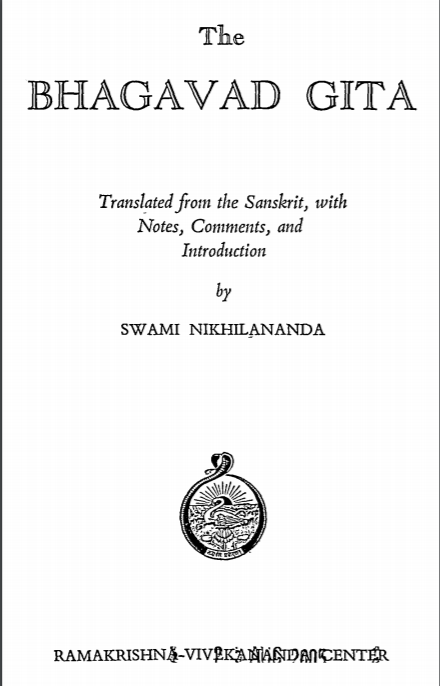 The
BHAGAVAD GITA
Translated from the Sanskrit, with
Notes, Comments, and
Introduction
by
SWAMI NIKHILANANDA
RAMAKRISHNA-VIVEKANANDA CENTER